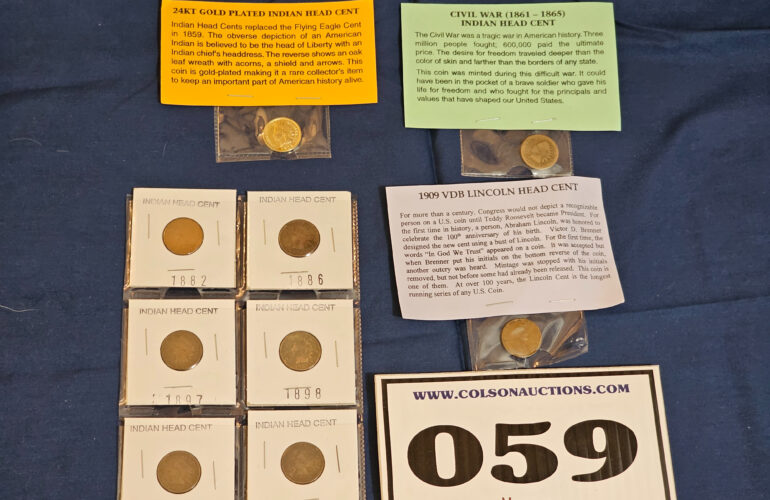 24KT GOLD PLATED INDIAN HEAD CENT
Indian Head Cents replaced the Flying Eagle Cent
in 1859. The obverse depiction of an American
Indian is believed to be the head of Liberty with an
Indian chief's headdress. The reverse shows an oak
leaf wreath with acorns, a shield and arrows. This
coin is gold-plated making it a rare collector's item
to keep an important part of American history alive.
CIVIL WAR (1861 – 1865)
INDIAN HEAD CENT
The Civil War was a tragic war in American history. Three
million people fought; 600,000 paid the ultimate
price. The desire for freedom traveled deeper than the
color of skin and farther than the borders of any state.
This coin was minted during this difficult war. It could
have been in the pocket of a brave soldier who gave his
life for freedom and who fought for the principals and
values that have shaped our United States.
1909 VDB LINCOLN HEAD CENT
For more than a century, Congress would not depict a recognizable
person on a U.S. coin until Teddy Roosevelt became President. For
the first time in history, a person, Abraham Lincoln, was honored to
celebrate the 100th anniversary of his birth. Victor D. Brenner
designed the new cent using a bust of Lincoln. For the first time, the
words "In God We Trust" appeared on a coin. It was accepted but
when Brenner put his initials on the bottom reverse of the coin,
another outcry was heard. Mintage was stopped with his initials
removed, but not before some had already been released. This coin is
one of them. At over 100 years, the Lincoln Cent is the longest
running series of any U.S. Coin.
INDIAN HEAD CENT
1882
INDIAN HEAD CENT
1886
INDIAN HEAD CENT
1897
INDIAN HEAD CENT
1898
INDIAN HEAD CENT
INDIAN HEAD CENT
WWW.COLSONAUCTIONS.COM
059